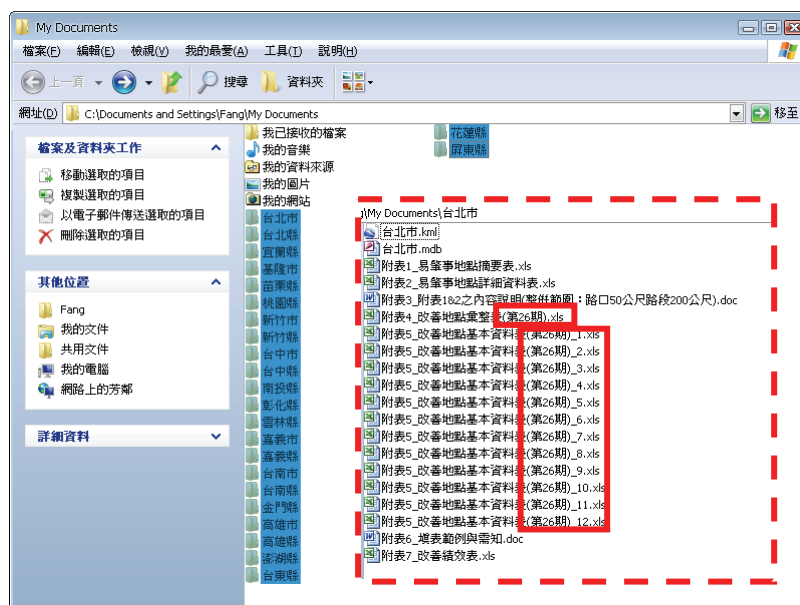 My Documents
檔案(F) 編輯(E) 檢視(V) 我的最愛(A) 工具(T) 說明(H)
上一頁 搜尋 資料夾
網址(D) C:\Documents and Settings\Fang\My Documents 移至
檔案及資料夾工作
移動選取的項目
複製選取的項目
以電子郵件傳送選取的項目
刪除選取的項目
其他位置
Fang
我的文件
共用文件
我的電腦
網路上的芳鄰
詳細資料
我已接收的檔案
我的音樂
我的資料來源
我的圖片
我的網站
台北市
台北縣
宜蘭縣
基隆市
苗栗縣
桃園縣
新竹市
新竹縣
台中市
台中縣
南投縣
彰化縣
雲林縣
嘉義市
嘉義縣
台南市
台南縣
金門縣
高雄市
高雄縣
澎湖縣
台東縣
花蓮縣
屏東縣
\My Documents\台北市
台北市.kml
台北市.mdb
附表1_易肇事地點摘要表.xls
附表2_易肇事地點詳細資料表.xls
附表3_附表1&2之內容說明(整併範圍：路口50公尺路段200公尺).doc
附表4_改善地點彙整表(第26期).xls
附表5_改善地點基本資料表(第26期)_1.xls
附表5_改善地點基本資料表(第26期)_2.xls
附表5_改善地點基本資料表(第26期)_3.xls
附表5_改善地點基本資料表(第26期)_4.xls
附表5_改善地點基本資料表(第26期)_5.xls
附表5_改善地點基本資料表(第26期)_6.xls
附表5_改善地點基本資料表(第26期)_7.xls
附表5_改善地點基本資料表(第26期)_8.xls
附表5_改善地點基本資料表(第26期)_9.xls
附表5_改善地點基本資料表(第26期)_10.xls
附表5_改善地點基本資料表(第26期)_11.xls
附表5_改善地點基本資料表(第26期)_12.xls
附表6_填表範例與需知.doc
附表7_改善績效表.xls